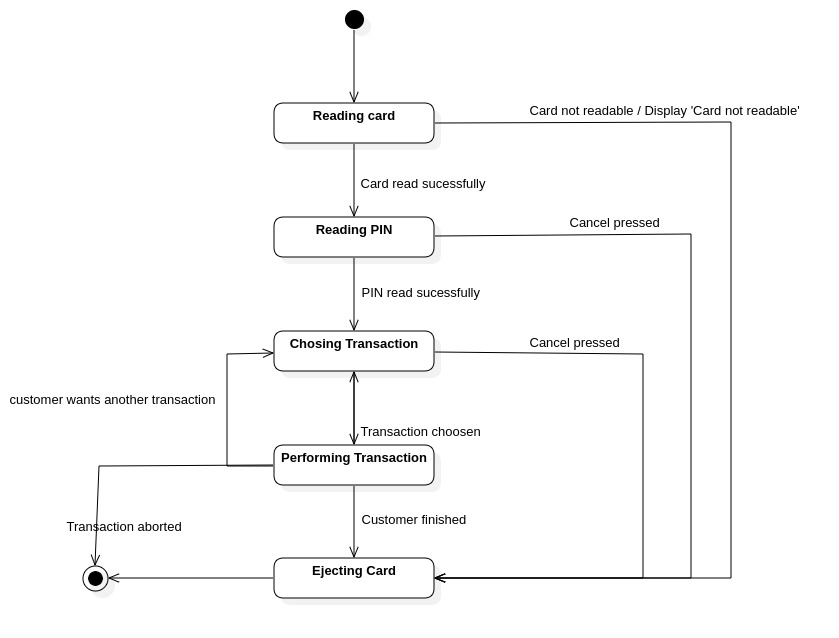 Reading card
Card not readable / Display 'Card not readable'
Card read sucessfully
Reading PIN
Cancel pressed
PIN read sucessfully
Chosing Transaction
Cancel pressed
customer wants another transaction
Transaction choosen
Performing Transaction
Customer finished
Transaction aborted
Ejecting Card